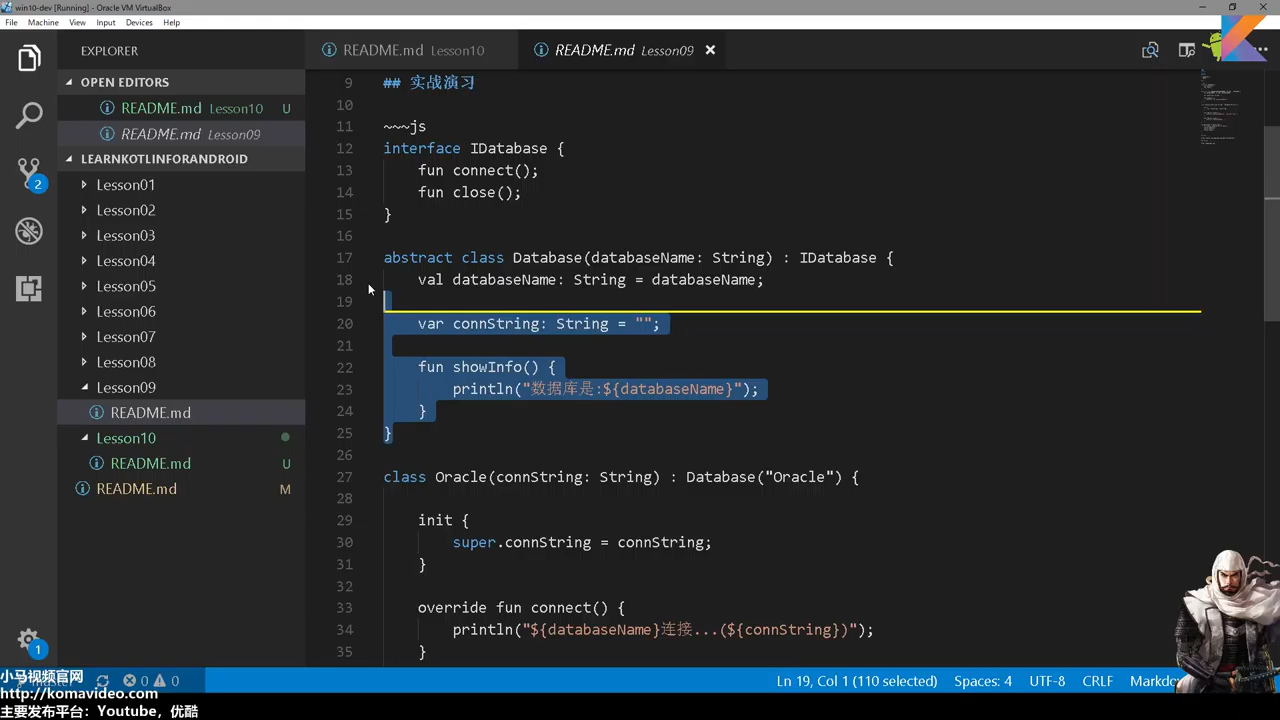 win10-dev [Running] - Oracle VM VirtualBox
File Machine View Input Devices Help
EXPLORER
README.md Lesson10
README.md Lesson09
OPEN EDITORS
README.md Lesson10 U
README.md Lesson09
LEARNKOTLINFORANDROID
Lesson01
Lesson02
Lesson03
Lesson04
Lesson05
Lesson06
Lesson07
Lesson08
Lesson09
README.md
Lesson10
README.md U
README.md M
2
1
9 ## 实战演习
10
11 ~~~js
12 interface IDatabase {
13 fun connect();
14 fun close();
15 }
16
17 abstract class Database(databaseName: String) : IDatabase {
18 val databaseName: String = databaseName;
19
20 var connString: String = "";
21
22 fun showInfo() {
23 println("数据库是:${databaseName}");
24 }
25 }
26
27 class Oracle(connString: String) : Database("Oracle") {
28
29 init {
30 super.connString = connString;
31 }
32
33 override fun connect() {
34 println("${databaseName}连接...(${connString})");
35 }
0 0
Ln 19, Col 1 (110 selected) Spaces: 4 UTF-8 CRLF Markdo
小马视频官网
http://komavideo.com
主要发布平台：Youtube，优酷